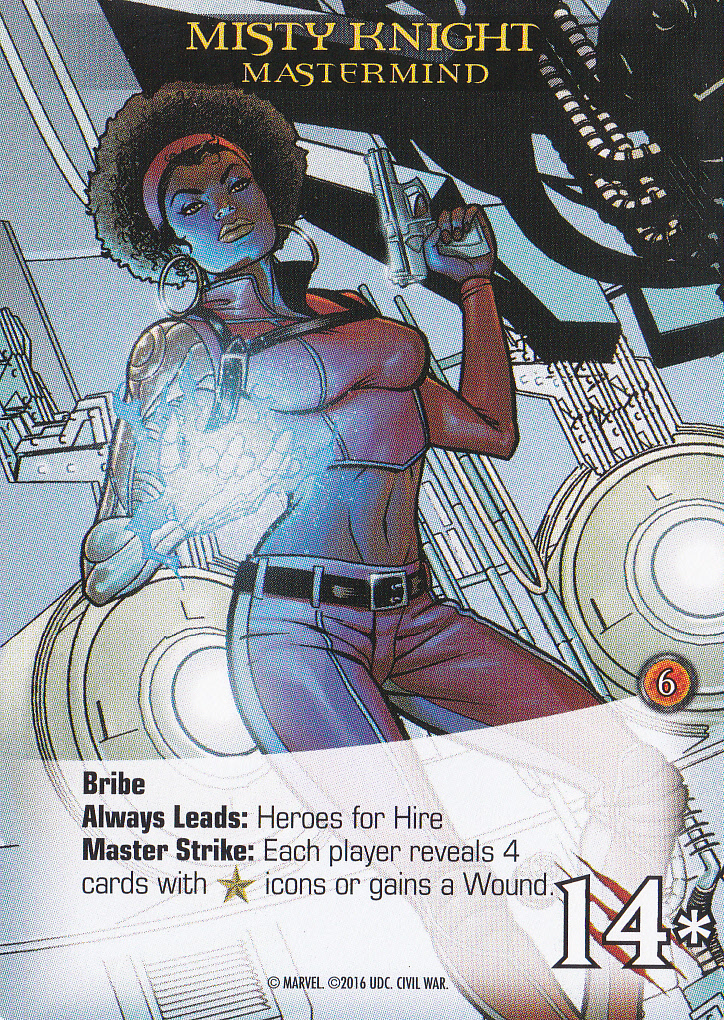 MISTY KNIGHT
MASTERMIND
6
Bribe
Always Leads: Heroes for Hire
Master Strike: Each player reveals 4
cards with icons or gains a Wound.
14*
© MARVEL. ©2016 UDC. CIVIL WAR.